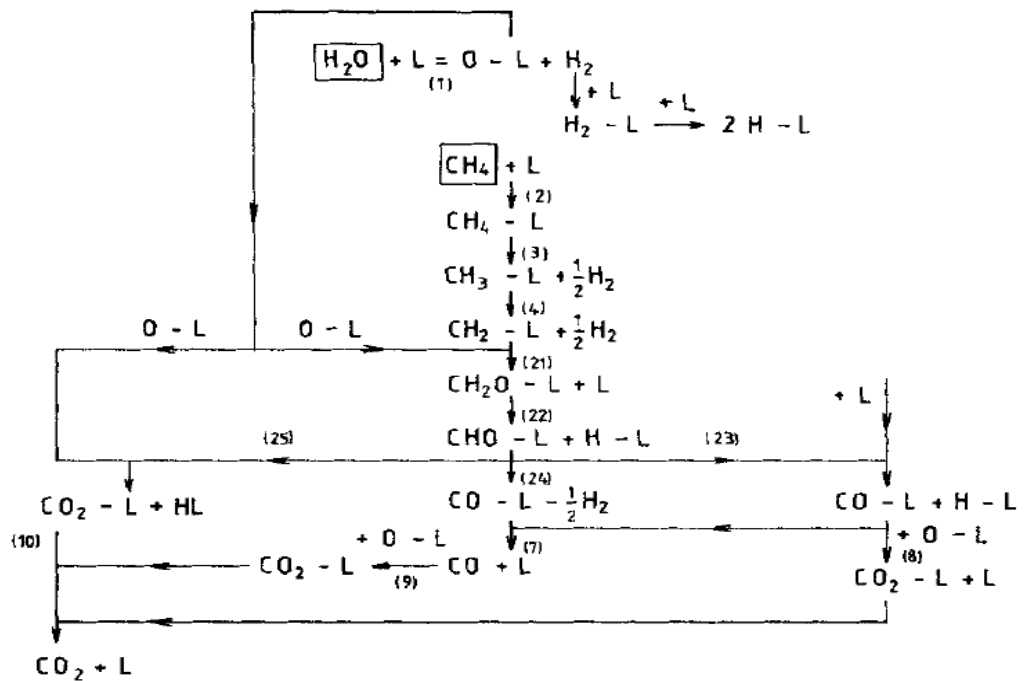 H₂O + L = O – L + H₂
(1)
+ L
+ L
H₂ – L → 2 H – L
CH₄ + L
(2)
CH₄ – L
(3)
CH₃ – L + ½H₂
(4)
CH₂ – L + ½H₂
O – L O – L
(21)
CH₂O – L + L
+ L
(22)
CHO – L + H – L
(25) (23)
(24)
CO₂ – L + HL CO – L – ½H₂ CO – L + H – L
(10) + O – L (7) + O – L
(8)
CO₂ – L ← CO + L
(9)
CO₂ – L + L
CO₂ + L